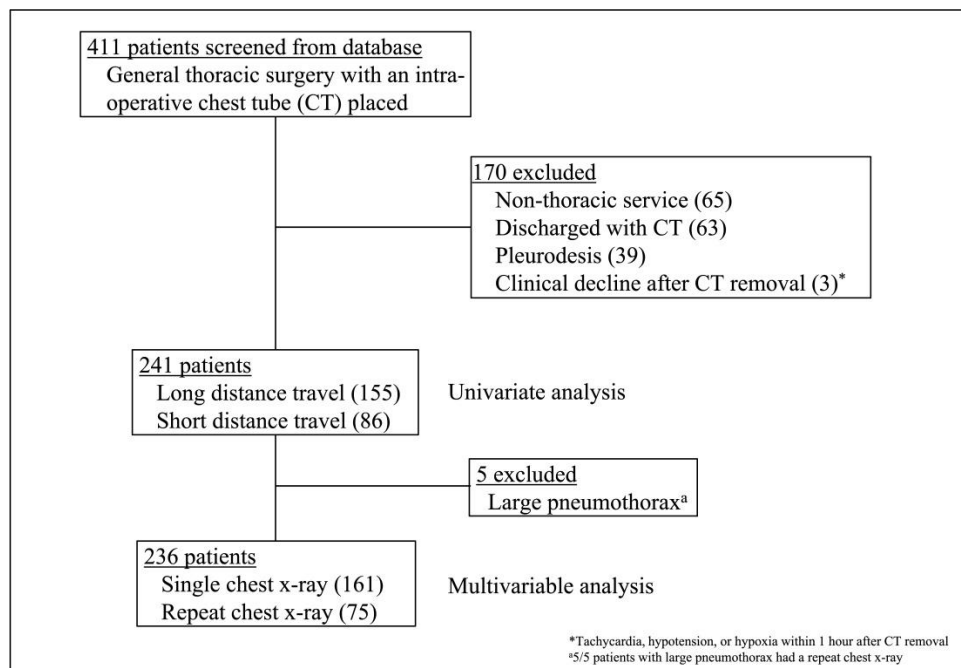 411 patients screened from database
General thoracic surgery with an intra-
operative chest tube (CT) placed
170 excluded
Non-thoracic service (65)
Discharged with CT (63)
Pleurodesis (39)
Clinical decline after CT removal (3)*
241 patients
Long distance travel (155)
Short distance travel (86)
Univariate analysis
5 excluded
Large pneumothoraxᵃ
236 patients
Single chest x-ray (161)
Repeat chest x-ray (75)
Multivariable analysis
*Tachycardia, hypotension, or hypoxia within 1 hour after CT removal
ᵃ5/5 patients with large pneumothorax had a repeat chest x-ray